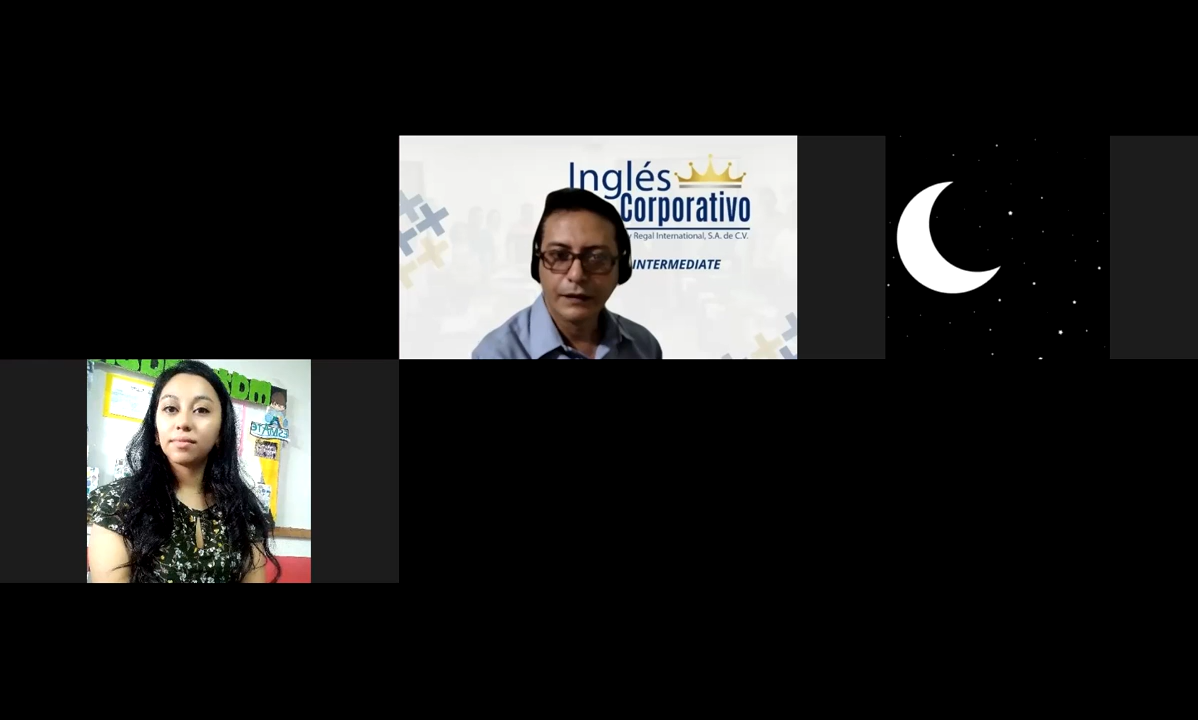 Inglés
Corporativo
y Regal International, S.A. de C.V.
INTERMEDIATE